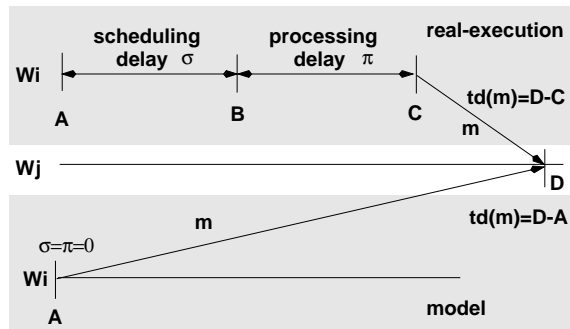 scheduling delay σ
processing delay π
real-execution
Wi
A
B
C
td(m)=D-C
m
Wj
D
m
td(m)=D-A
σ=π=0
Wi
A
model